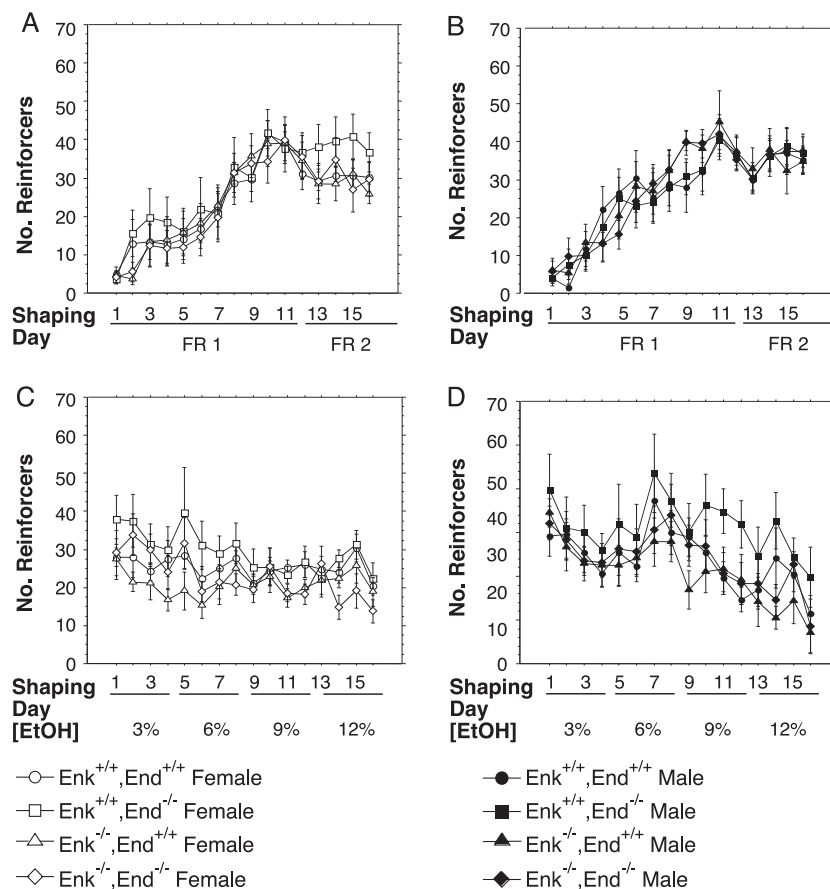 A
70
60
50
40
30
20
10
0
No. Reinforcers
Shaping Day
1 3 5 7 9 11 13 15
FR 1 FR 2
B
70
60
50
40
30
20
10
0
No. Reinforcers
Shaping Day
1 3 5 7 9 11 13 15
FR 1 FR 2
C
70
60
50
40
30
20
10
0
No. Reinforcers
Shaping Day
1 3 5 7 9 11 13 15
[EtOH] 3% 6% 9% 12%
D
70
60
50
40
30
20
10
0
No. Reinforcers
Shaping Day
1 3 5 7 9 11 13 15
[EtOH] 3% 6% 9% 12%
Enk+/+,End+/+ Female
Enk+/+,End-/- Female
Enk-/-,End+/+ Female
Enk-/-,End-/- Female
Enk+/+,End+/+ Male
Enk+/+,End-/- Male
Enk-/-,End+/+ Male
Enk-/-,End-/- Male